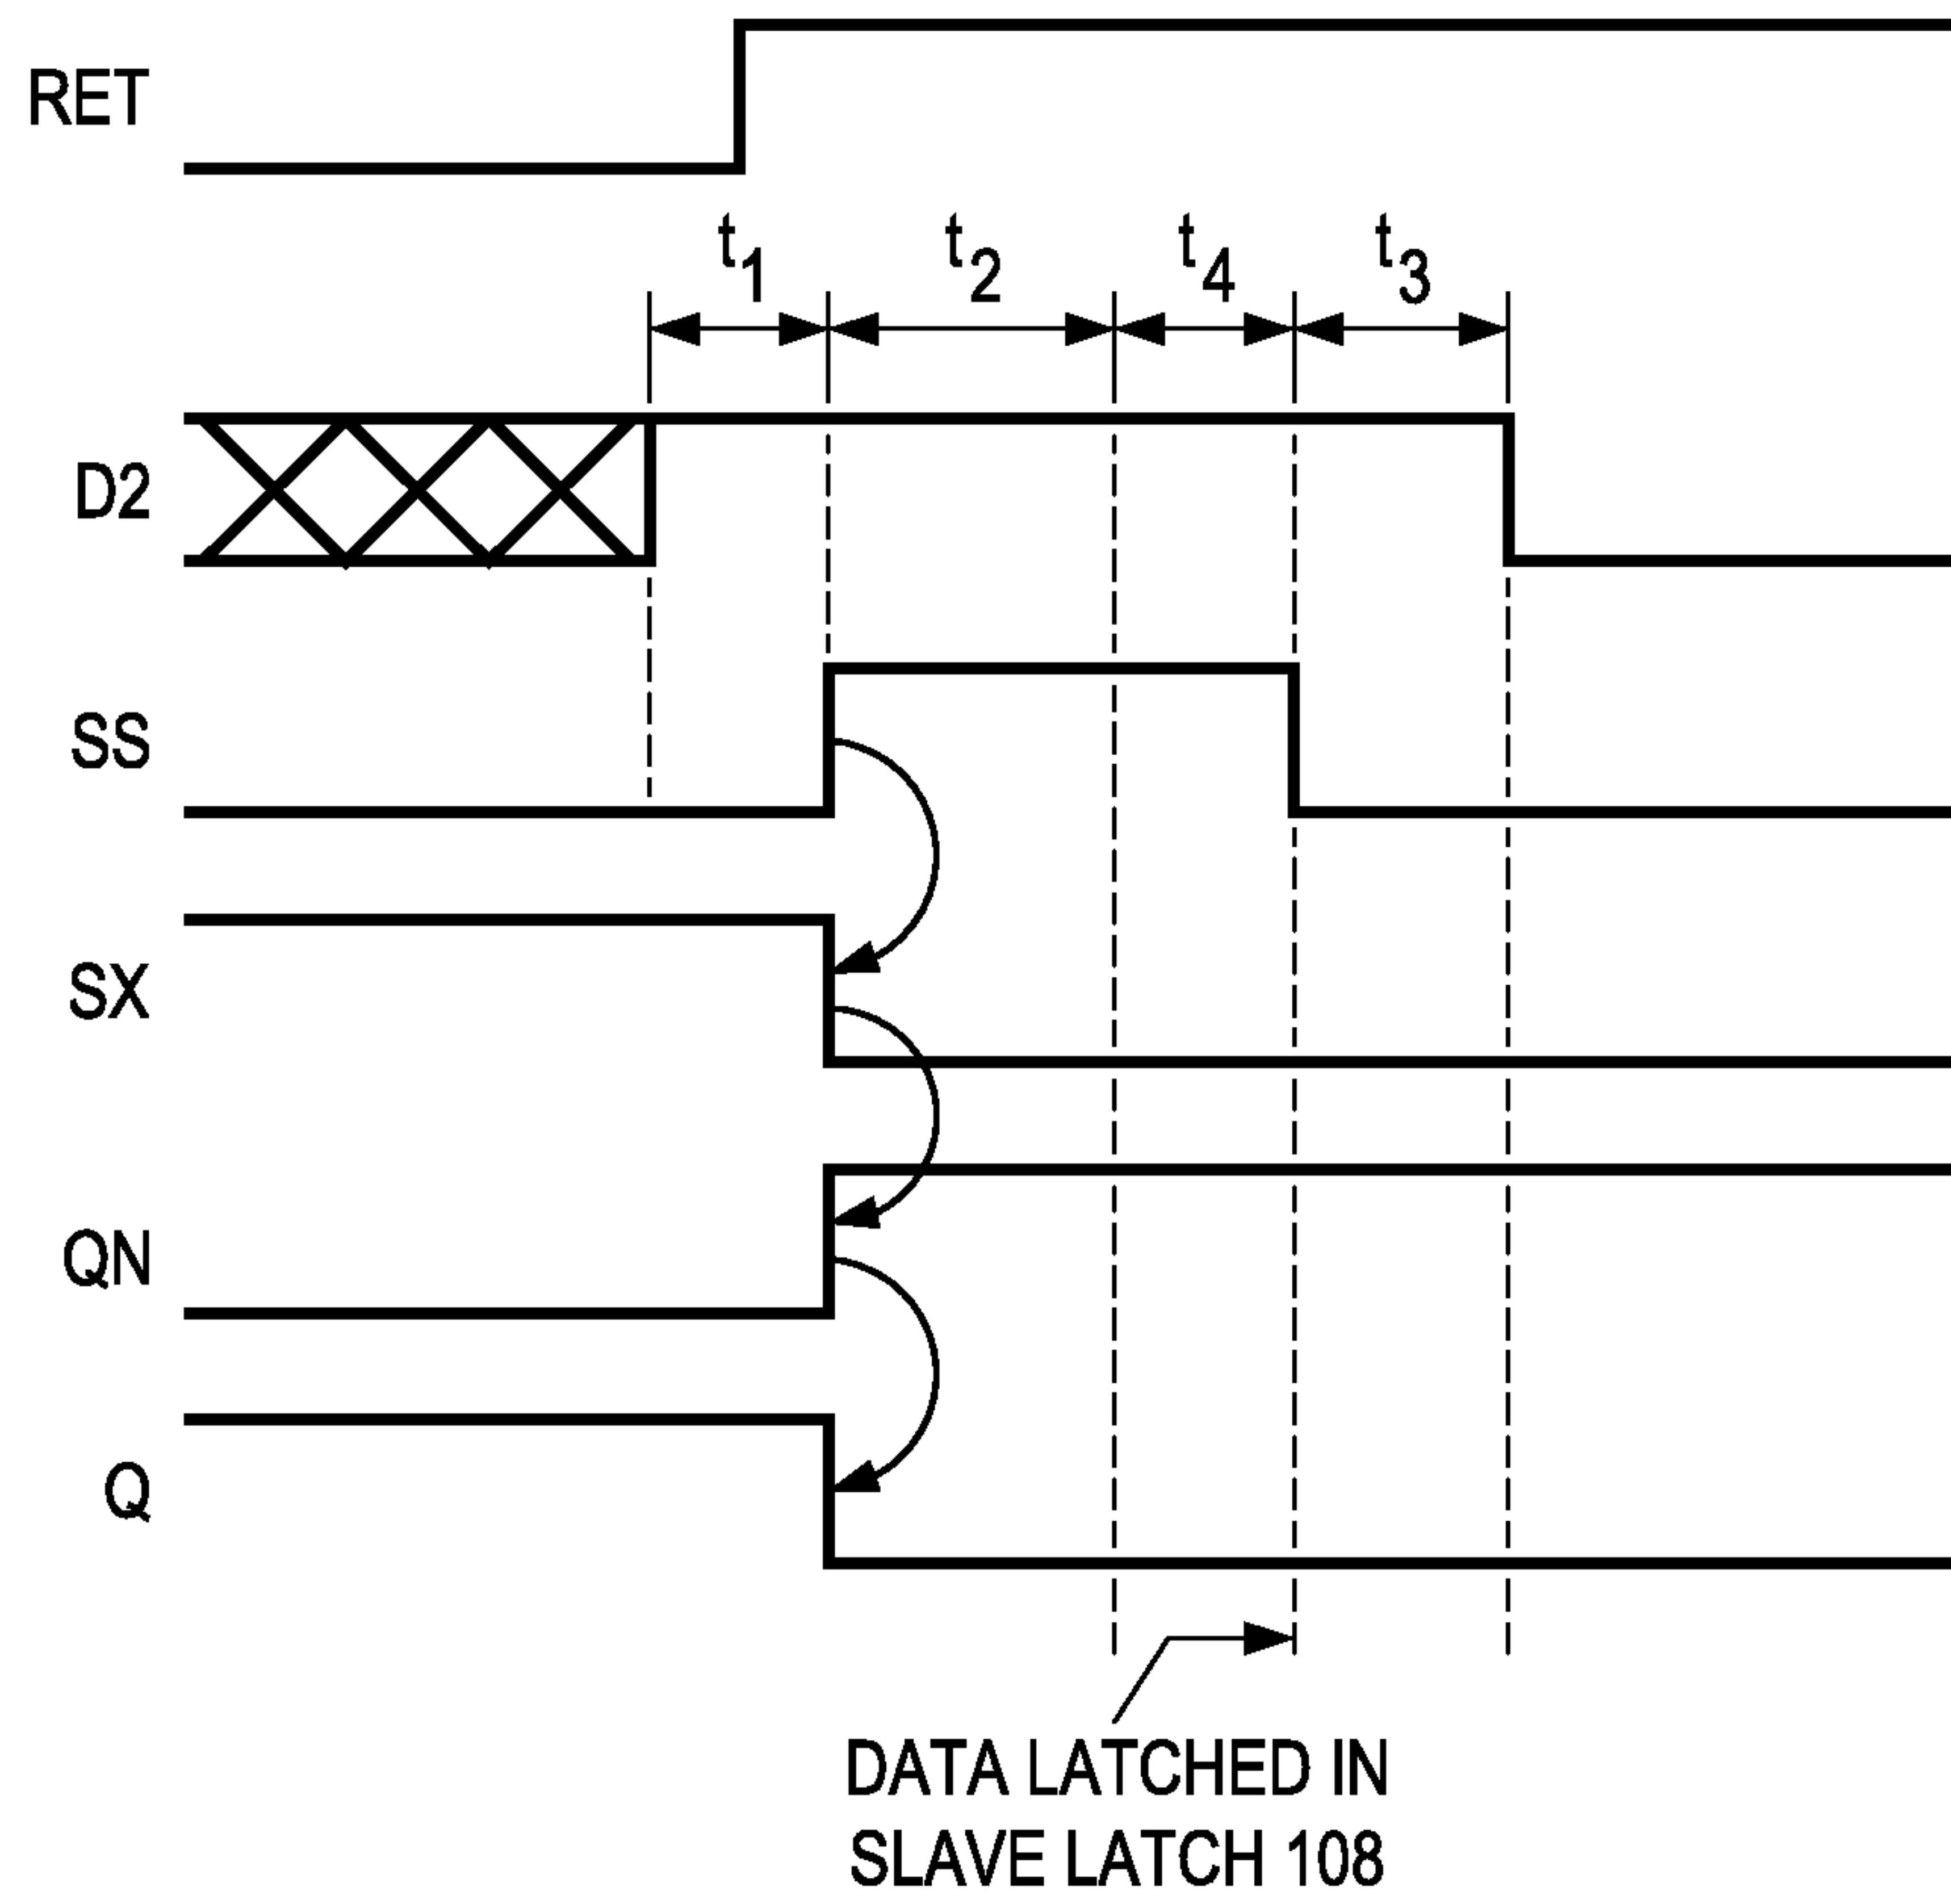 RET
t1 t2 t4 t3
D2
SS
SX
QN
Q
DATA LATCHED IN
SLAVE LATCH 108